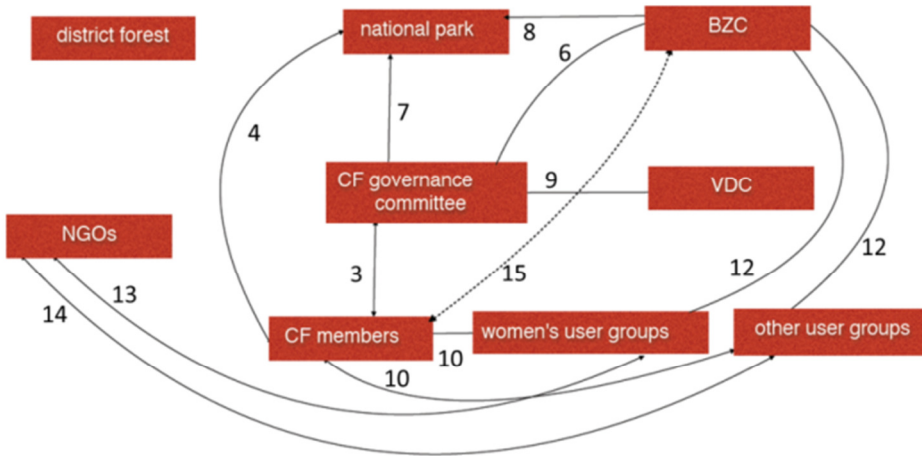 district forest
national park
BZC
8
6
4
7
CF governance
committee
9
VDC
NGOs
3
15
12
12
13
14
CF members
10
women's user groups
other user groups
10